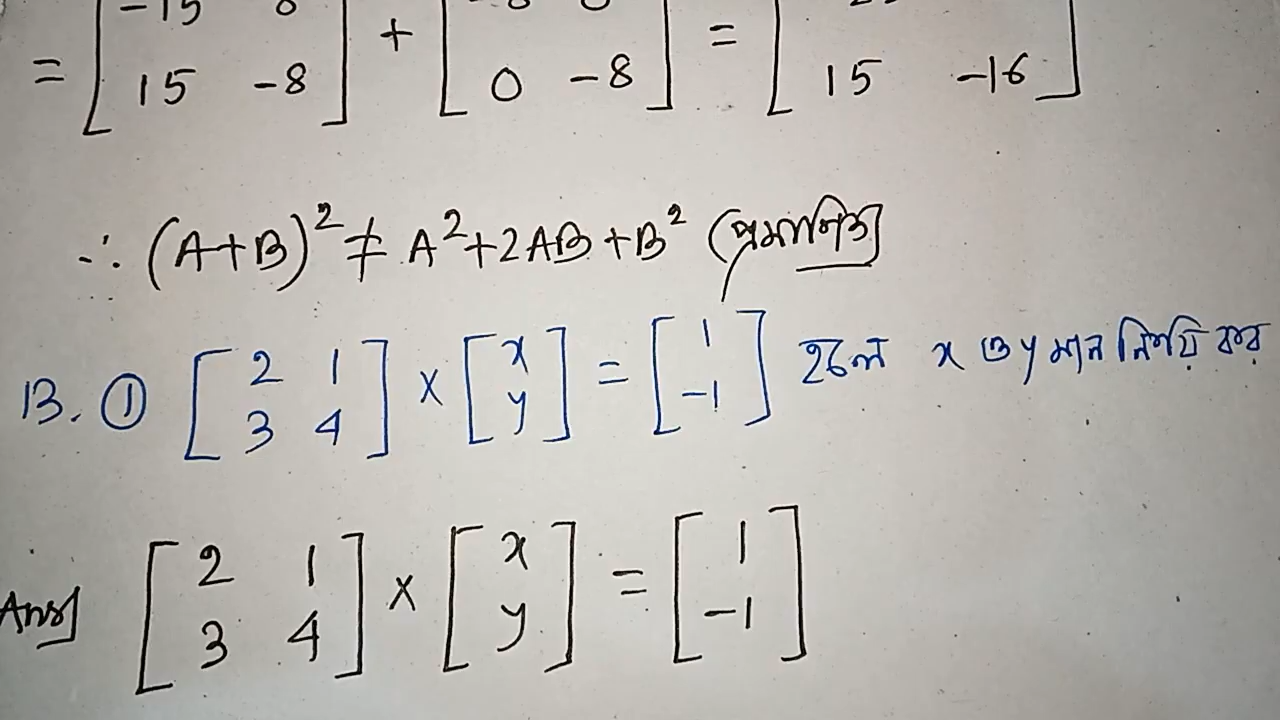 = [ -15 15 -8 ] + [ 0 -8 ] = [ 15 -16 ]
∴ (A+B)² ≠ A²+2AB+B² (প্রমাণিত)
13. ① [ 2 1 3 4 ] × [ x y ] = [ 1 -1 ] হলে x ও y মান নির্ণয় কর
Ans] [ 2 1 3 4 ] × [ x y ] = [ 1 -1 ]